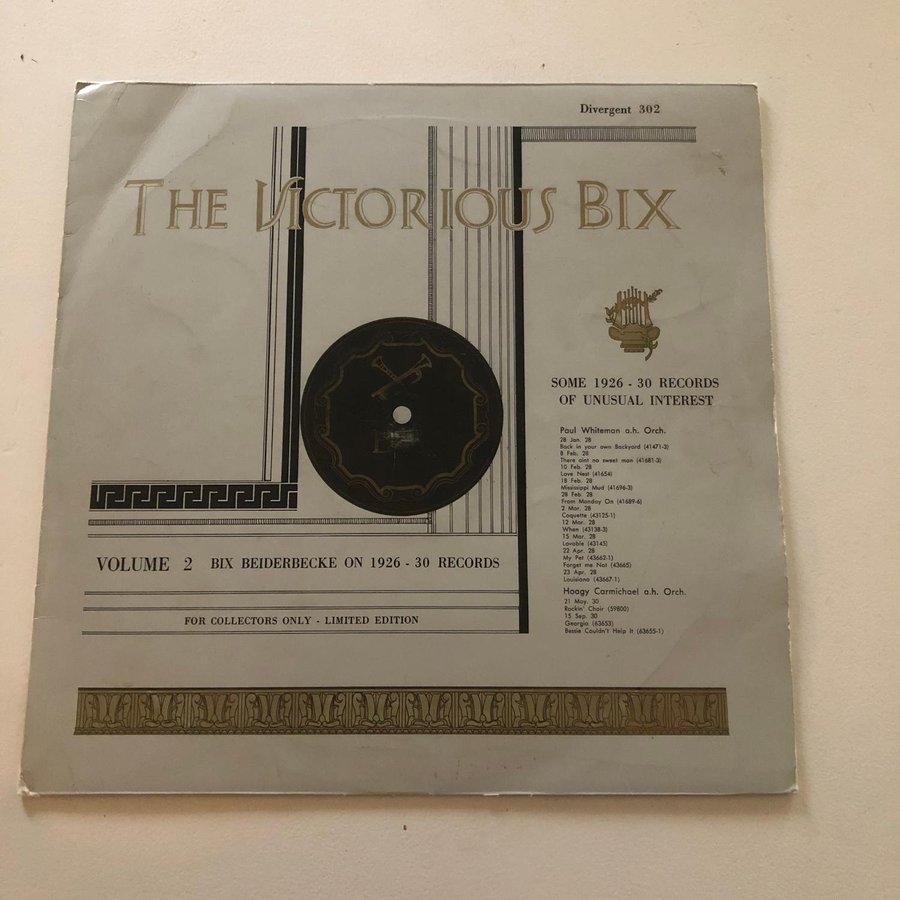 Divergent 302
THE VICTORIOUS BIX
SOME 1926 - 30 RECORDS
OF UNUSUAL INTEREST
Paul Whiteman a.h. Orch.
28 Jan. 28
Back in your own Backyard (41471-3)
8 Feb. 28
There aint no sweet man (41681-3)
10 Feb. 28
Love Nest (41654)
18 Feb. 28
Mississippi Mud (41696-3)
28 Feb. 28
From Monday On (41689-6)
2 Mar. 28
Coquette (43125-1)
12 Mar. 28
When (43138-3)
15 Mar. 28
Lovable (43145)
22 Apr. 28
My Pet (43662-1)
Forget me Not (43665)
23 Apr. 28
Louisiana (43667-1)
Hoagy Carmichael a.h. Orch.
21 May. 30
Rockin' Chair (59800)
15 Sep. 30
Georgia (63653)
Bessie Couldn't Help It (63655-1)
VOLUME 2 BIX BEIDERBECKE ON 1926 - 30 RECORDS
FOR COLLECTORS ONLY - LIMITED EDITION